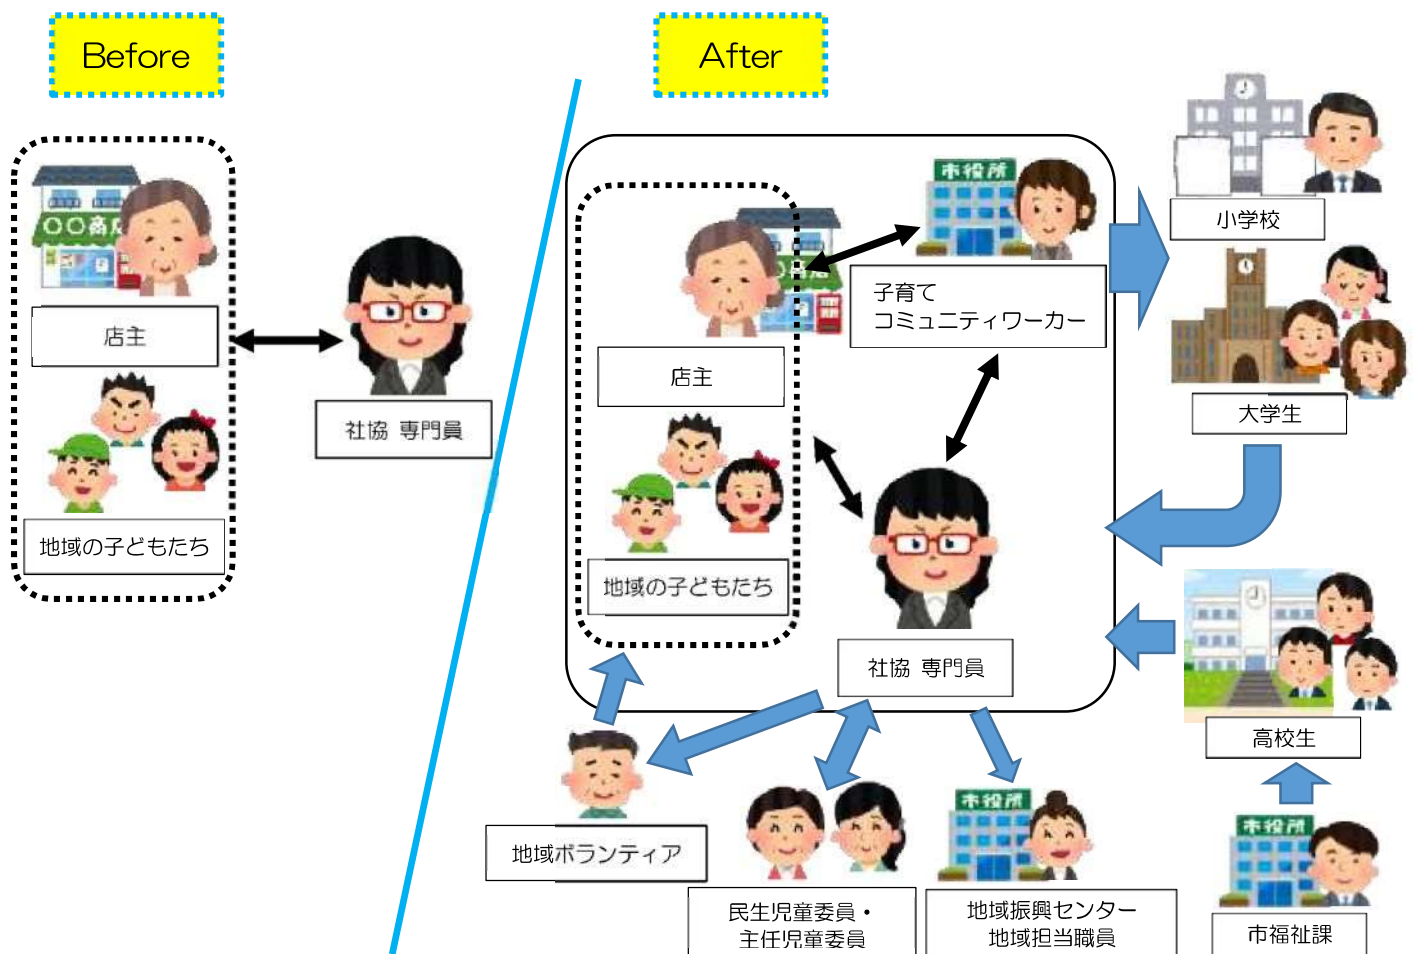 Before
After
〇〇商店
店主
地域の子どもたち
社協 専門員
市役所
店主
子育て
コミュニティワーカー
地域の子どもたち
社協 専門員
小学校
大学生
高校生
地域ボランティア
民生児童委員・
主任児童委員
市役所
地域振興センター
地域担当職員
市役所
市福祉課